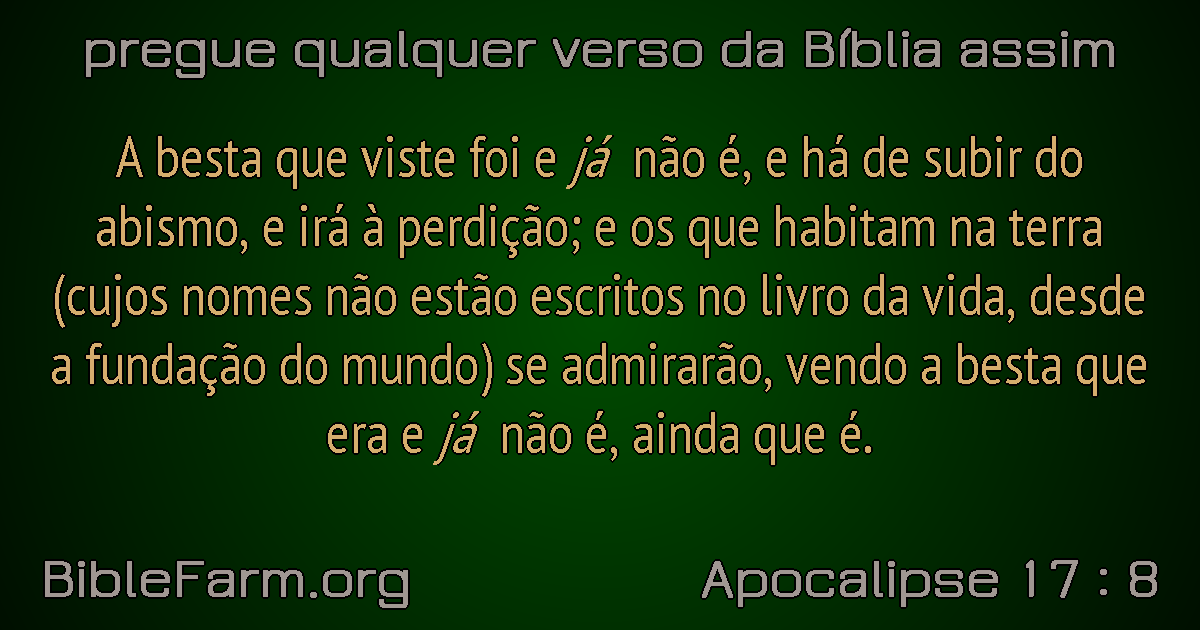 pregue qualquer verso da Bíblia assim
A besta que viste foi e já não é, e há de subir do
abismo, e irá à perdição; e os que habitam na terra
(cujos nomes não estão escritos no livro da vida, desde
a fundação do mundo) se admirarão, vendo a besta que
era e já não é, ainda que é.
BibleFarm.org
Apocalipse 17 : 8